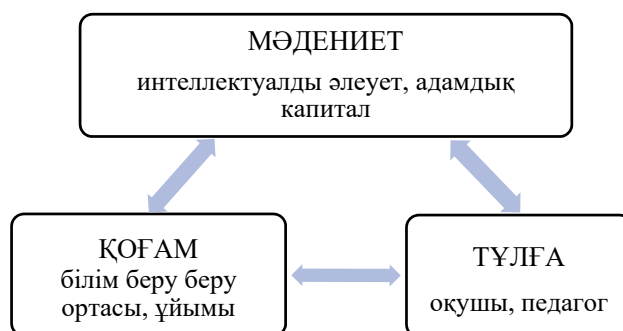 МӘДЕНИЕТ
интеллектуалды әлеует, адамдық
капитал
ҚОҒАМ
білім беру беру
ортасы, ұйымы
ТҰЛҒА
оқушы, педагог